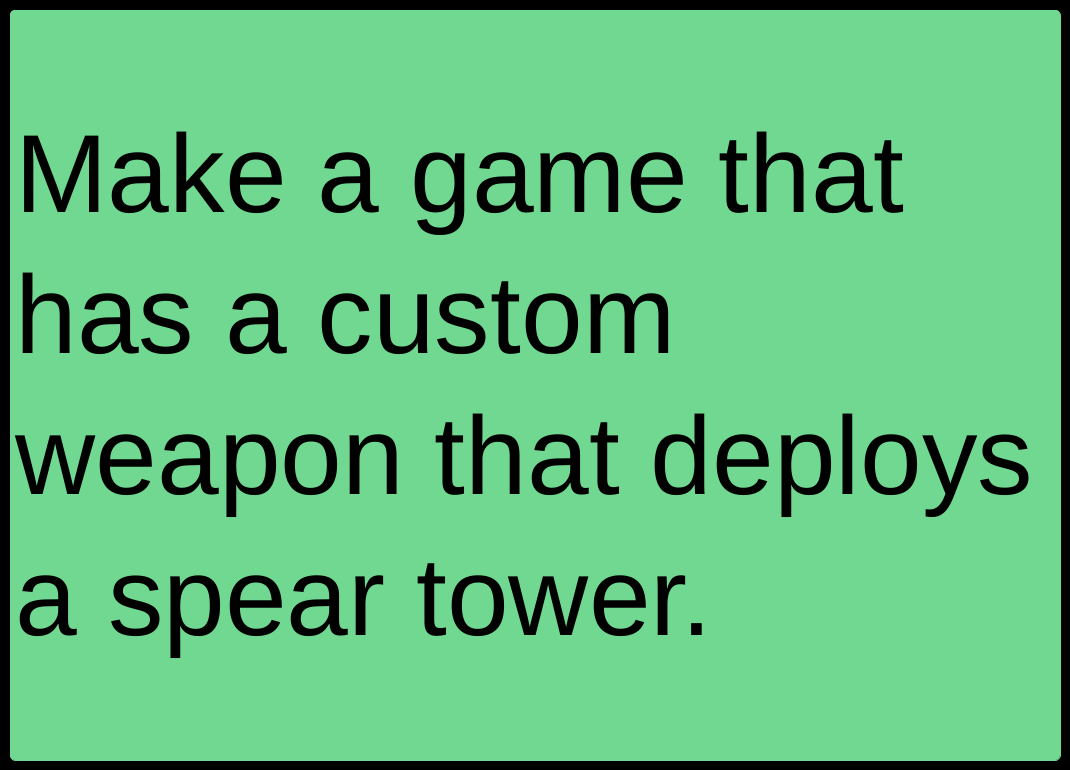 Make a game that
has a custom
weapon that deploys
a spear tower.